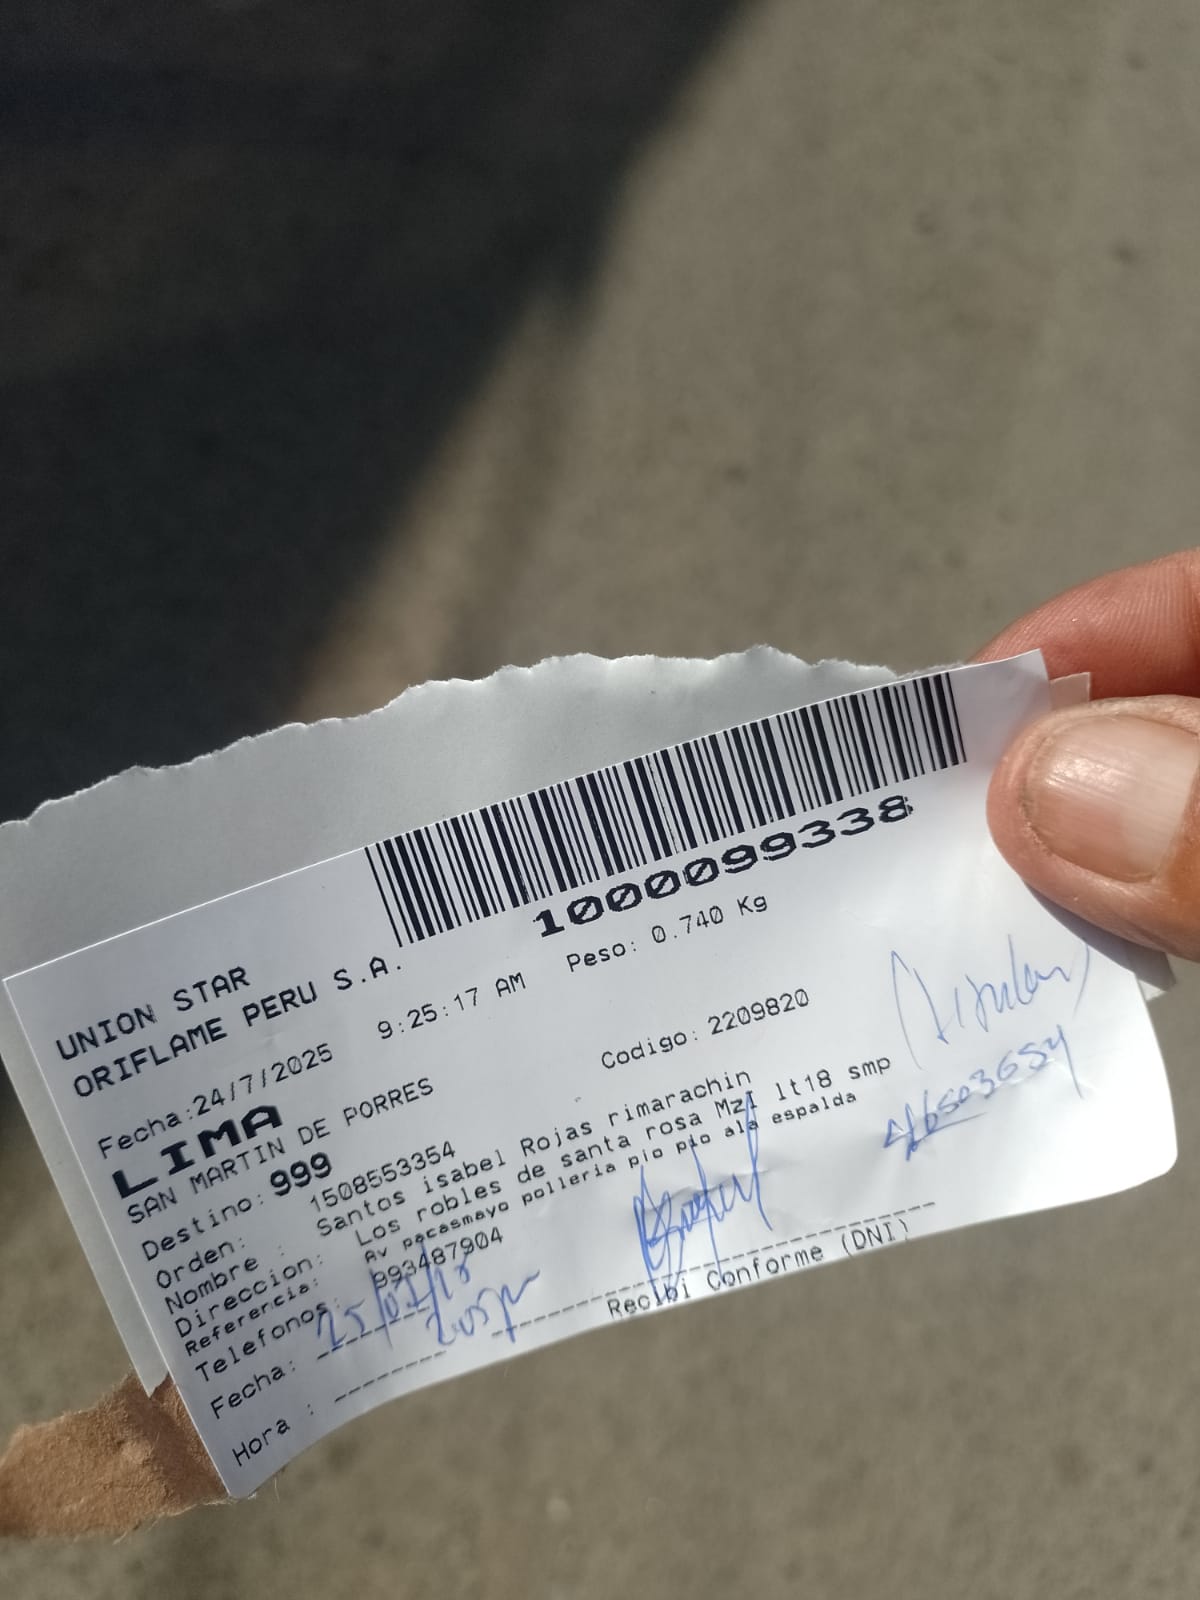 1000099338
UNION STAR
ORIFLAME PERU S.A.
Fecha:24/7/2025 9:25:17 AM Peso: 0.740 Kg
LIMA
SAN MARTIN DE PORRES
Destino: 999 Codigo: 2209820
Orden: 1508553354
Nombre : Santos isabel Rojas rimarachin
Direccion: Los robles de santa rosa MzI lt18 smp
Referencia: Av pacasmayo polleria pio pio ala espalda
Telefonos: 993487904
Fecha:
Hora :
Recibi Conforme (DNI)